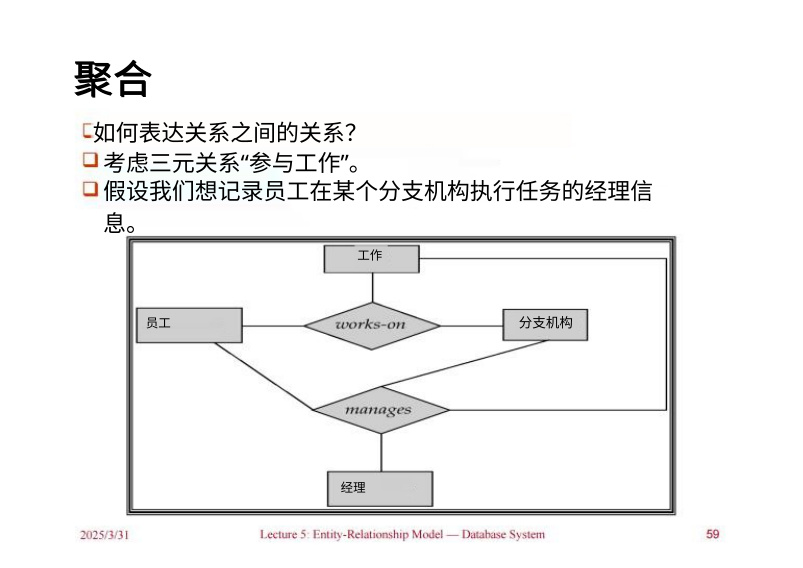 聚合
如何表达关系之间的关系？
考虑三元关系“参与工作”。
假设我们想记录员工在某个分支机构执行任务的经理信
息。
工作
员工
works-on
分支机构
manages
经理
2025/3/31
Lecture 5: Entity-Relationship Model — Database System
59